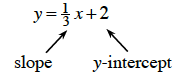 y = 1/3 x + 2
slope
y-intercept